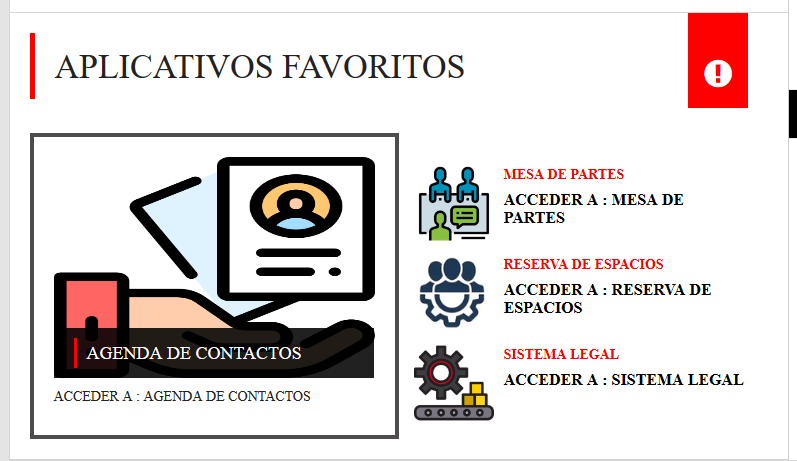 APLICATIVOS FAVORITOS
AGENDA DE CONTACTOS
ACCEDER A : AGENDA DE CONTACTOS
MESA DE PARTES
ACCEDER A : MESA DE
PARTES
RESERVA DE ESPACIOS
ACCEDER A : RESERVA DE
ESPACIOS
SISTEMA LEGAL
ACCEDER A : SISTEMA LEGAL